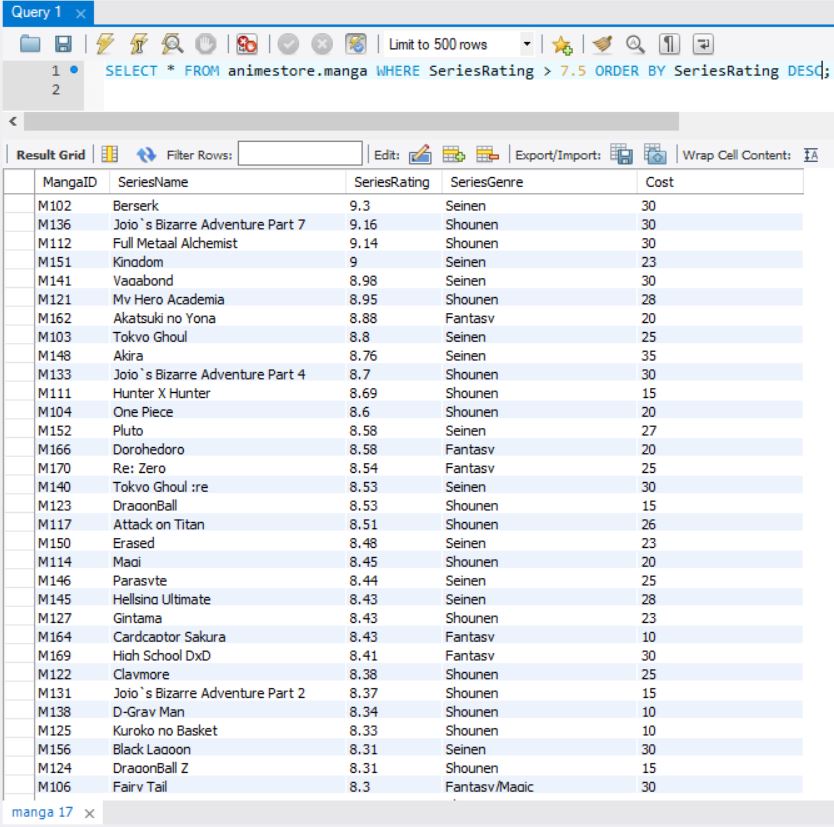 Query 1
Limit to 500 rows
1 SELECT * FROM animestore.manga WHERE SeriesRating > 7.5 ORDER BY SeriesRating DESC;
2
Result Grid Filter Rows: Edit: Export/Import: Wrap Cell Content: IA
MangaID SeriesName SeriesRating SeriesGenre Cost
M102 Berserk 9.3 Seinen 30
M136 Jojo`s Bizarre Adventure Part 7 9.16 Shounen 30
M112 Full Metaal Alchemist 9.14 Shounen 30
M151 Kingdom 9 Seinen 23
M141 Vagabond 8.98 Seinen 30
M121 My Hero Academia 8.95 Shounen 28
M162 Akatsuki no Yona 8.88 Fantasy 20
M103 Tokyo Ghoul 8.8 Seinen 25
M148 Akira 8.76 Seinen 35
M133 Jojo`s Bizarre Adventure Part 4 8.7 Shounen 30
M111 Hunter X Hunter 8.69 Shounen 15
M104 One Piece 8.6 Shounen 20
M152 Pluto 8.58 Seinen 27
M166 Dorohedoro 8.58 Fantasy 20
M170 Re: Zero 8.54 Fantasy 25
M140 Tokyo Ghoul :re 8.53 Seinen 30
M123 DragonBall 8.53 Shounen 15
M117 Attack on Titan 8.51 Shounen 26
M150 Erased 8.48 Seinen 23
M114 Magi 8.45 Shounen 20
M146 Parasyte 8.44 Seinen 25
M145 Hellsing Ultimate 8.43 Seinen 28
M127 Gintama 8.43 Shounen 23
M164 Cardcaptor Sakura 8.43 Fantasy 10
M169 High School DxD 8.41 Fantasy 30
M122 Claymore 8.38 Shounen 25
M131 Jojo`s Bizarre Adventure Part 2 8.37 Shounen 15
M138 D-Gray Man 8.34 Shounen 10
M125 Kuroko no Basket 8.33 Shounen 10
M156 Black Lagoon 8.31 Seinen 30
M124 DragonBall Z 8.31 Shounen 15
M106 Fairy Tail 8.3 Fantasy/Magic 30
manga 17